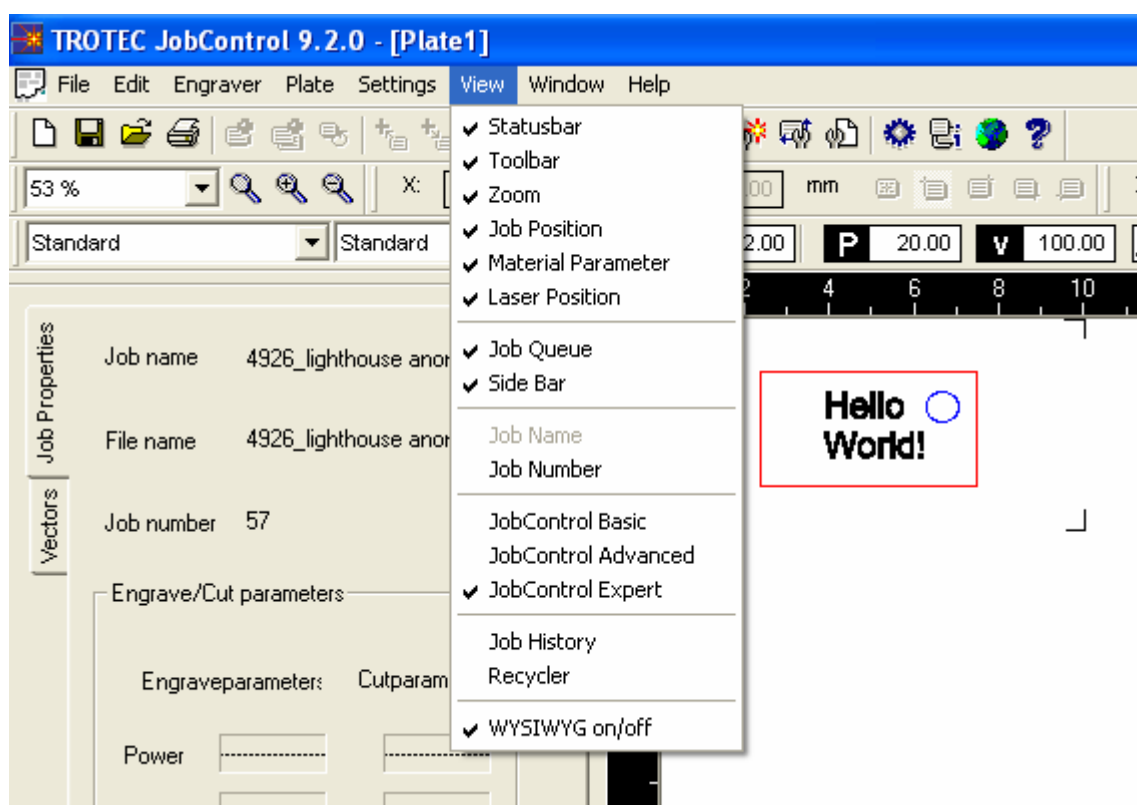 TROTEC JobControl 9.2.0 - [Plate1]
File Edit Engraver Plate Settings View Window Help
53 % X: .00 mm
Standard Standard 2.00 P 20.00 V 100.00
2 4 6 8 10
Statusbar
Toolbar
Zoom
Job Position
Material Parameter
Laser Position
Job Queue
Side Bar
Job Name
Job Number
JobControl Basic
JobControl Advanced
JobControl Expert
Job History
Recycler
WYSIWYG on/off
Job Properties
Vectors
Job name 4926_lighthouse anor
File name 4926_lighthouse anor
Job number 57
Engrave/Cut parameters
Engraveparameters Cutparam
Power
Hello
World!